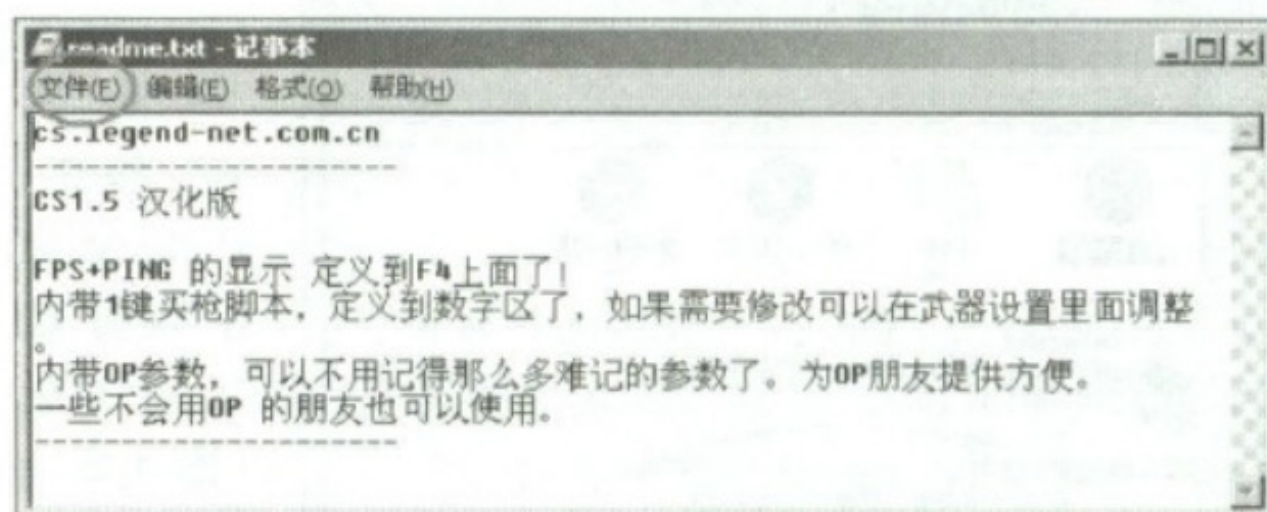 readme.txt - 记事本
文件(F) 编辑(E) 格式(O) 帮助(H)
cs.legend-net.com.cn
-----------------------
CS1.5 汉化版
FPS+PING 的显示 定义到F4上面了!
内带1键买枪脚本，定义到数字区了，如果需要修改可以在武器设置里面调整
。
内带OP参数，可以不用记得那么多难记的参数了。为OP朋友提供方便。
一些不会用OP 的朋友也可以使用。
-----------------------